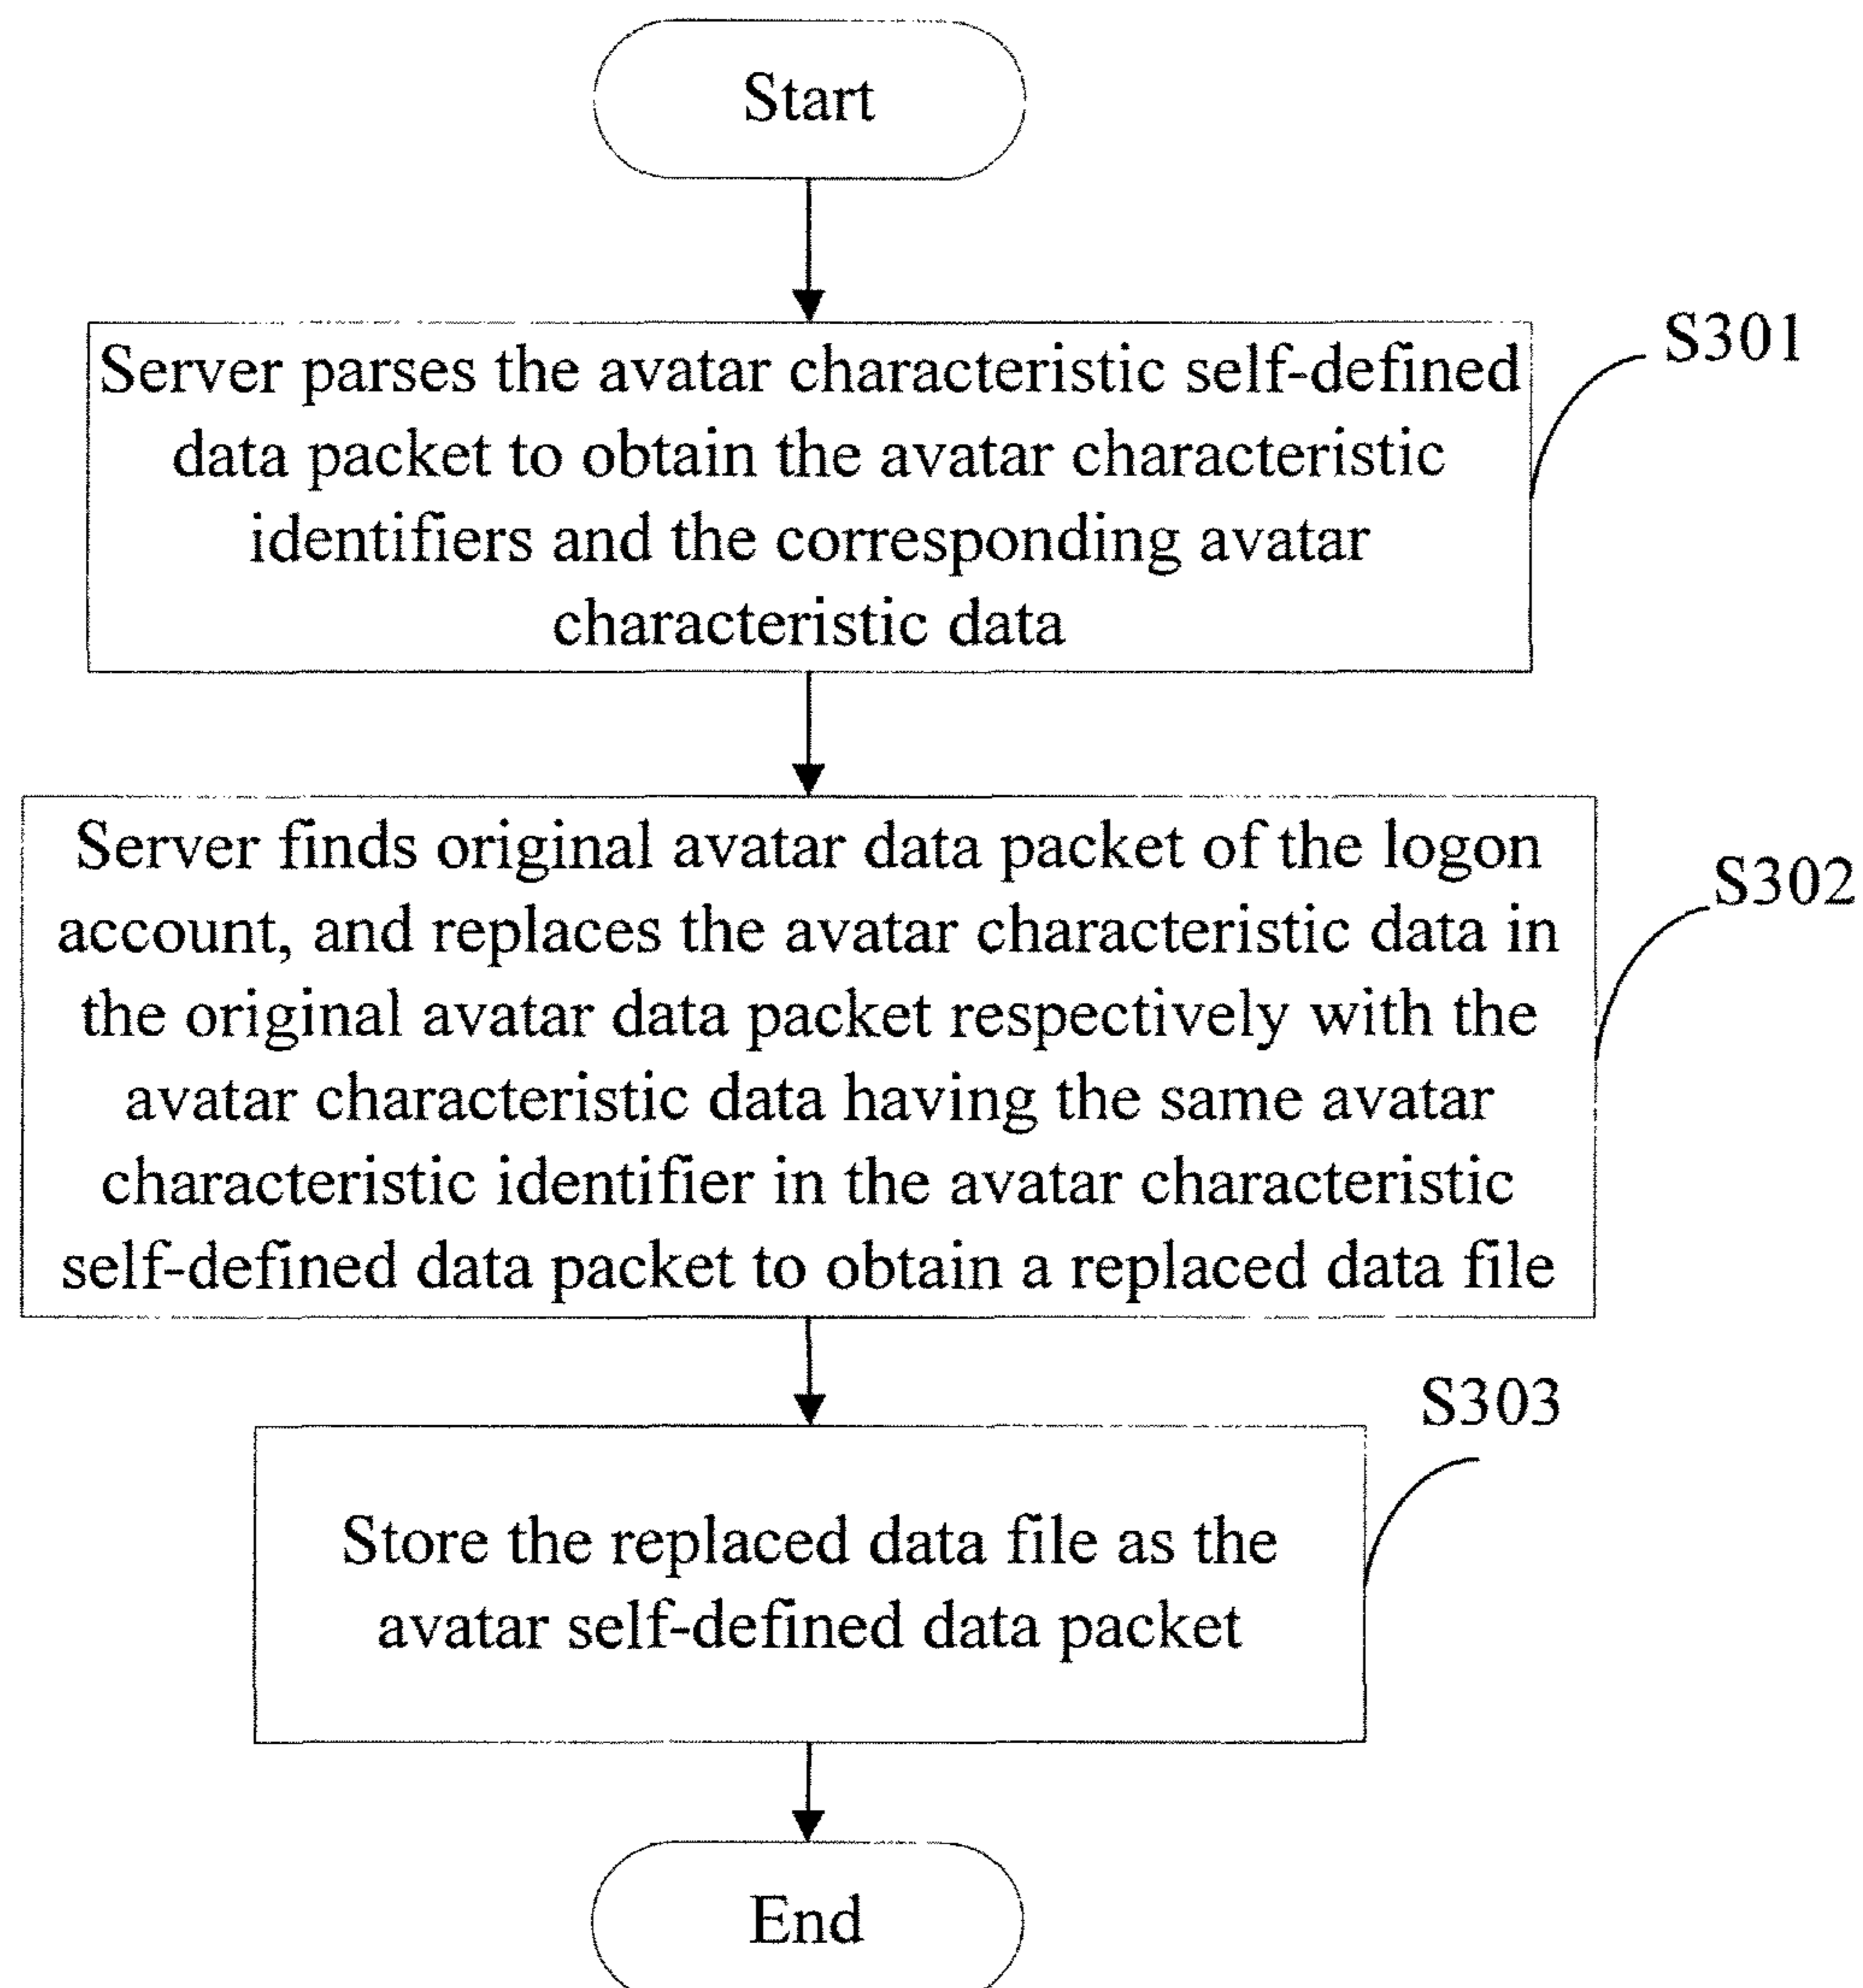 Start
S301
Server parses the avatar characteristic self-defined
data packet to obtain the avatar characteristic
identifiers and the corresponding avatar
characteristic data
S302
Server finds original avatar data packet of the logon
account, and replaces the avatar characteristic data in
the original avatar data packet respectively with the
avatar characteristic data having the same avatar
characteristic identifier in the avatar characteristic
self-defined data packet to obtain a replaced data file
S303
Store the replaced data file as the
avatar self-defined data packet
End